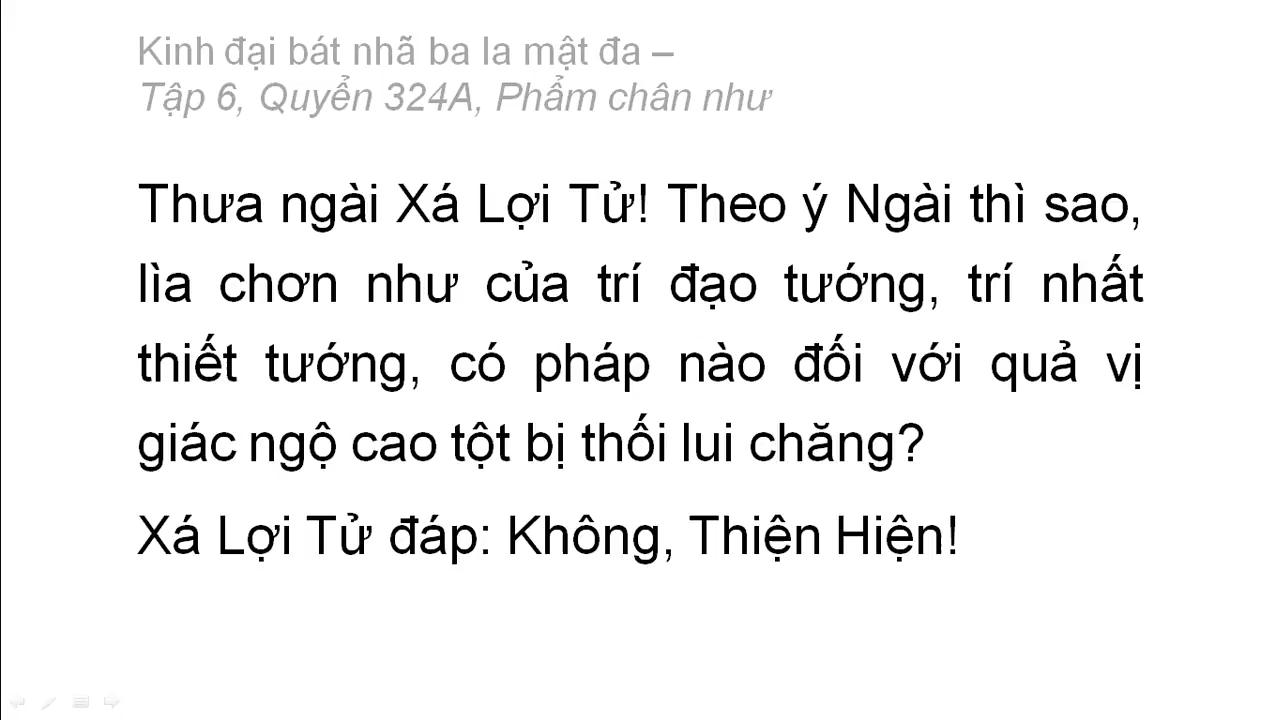 Kinh đại bát nhã ba la mật đa –
Tập 6, Quyển 324A, Phẩm chân như
Thưa ngài Xá Lợi Tử! Theo ý Ngài thì sao,
lìa chơn như của trí đạo tướng, trí nhất
thiết tướng, có pháp nào đối với quả vị
giác ngộ cao tột bị thối lui chăng?
Xá Lợi Tử đáp: Không, Thiện Hiện!